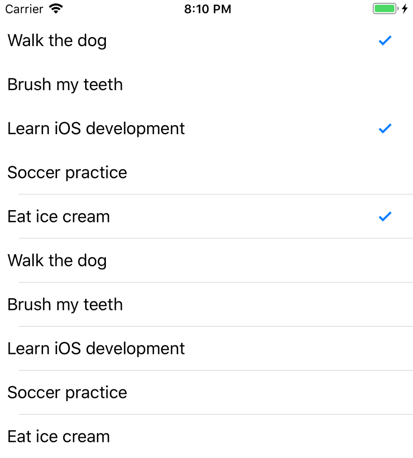 Carrier 8:10 PM
Walk the dog
Brush my teeth
Learn iOS development
Soccer practice
Eat ice cream
Walk the dog
Brush my teeth
Learn iOS development
Soccer practice
Eat ice cream